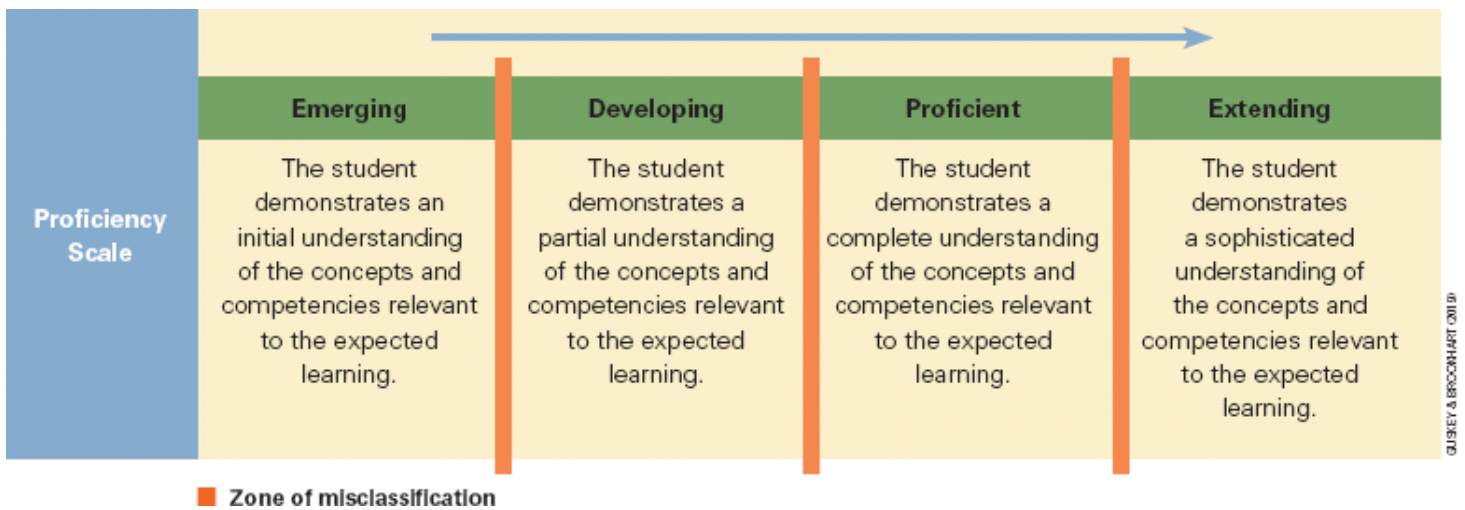 Proficiency
Scale
Emerging
The student
demonstrates an
initial understanding
of the concepts and
competencies relevant
to the expected
learning.
Developing
The student
demonstrates a
partial understanding
of the concepts and
competencies relevant
to the expected
learning.
Proficient
The student
demonstrates a
complete understanding
of the concepts and
competencies relevant
to the expected
learning.
Extending
The student
demonstrates
a sophisticated
understanding of
the concepts and
competencies relevant
to the expected
learning.
GUSKEY & BROOKHART (2019)
Zone of misclassification